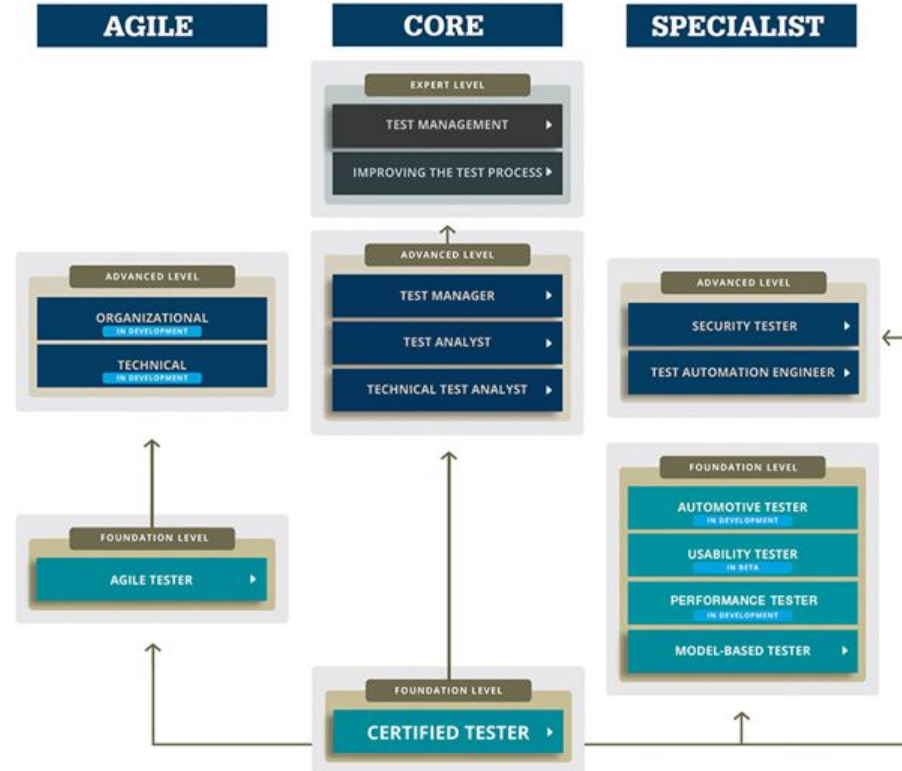 AGILE
CORE
SPECIALIST
EXPERT LEVEL
TEST MANAGEMENT
IMPROVING THE TEST PROCESS
ADVANCED LEVEL
ORGANIZATIONAL
IN DEVELOPMENT
TECHNICAL
IN DEVELOPMENT
ADVANCED LEVEL
TEST MANAGER
TEST ANALYST
TECHNICAL TEST ANALYST
ADVANCED LEVEL
SECURITY TESTER
TEST AUTOMATION ENGINEER
FOUNDATION LEVEL
AGILE TESTER
FOUNDATION LEVEL
AUTOMOTIVE TESTER
IN DEVELOPMENT
USABILITY TESTER
IN BETA
PERFORMANCE TESTER
IN DEVELOPMENT
MODEL-BASED TESTER
FOUNDATION LEVEL
CERTIFIED TESTER